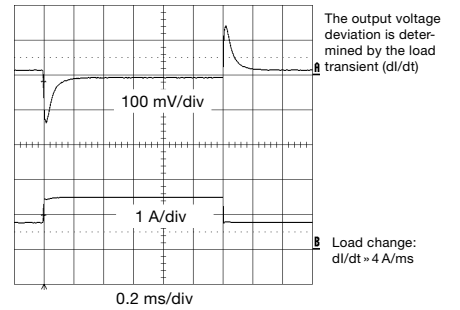 The output voltage
deviation is deter-
mined by the load
transient (dI/dt)
A
100 mV/div
1 A/div
B
Load change:
dI/dt » 4 A/ms
0.2 ms/div